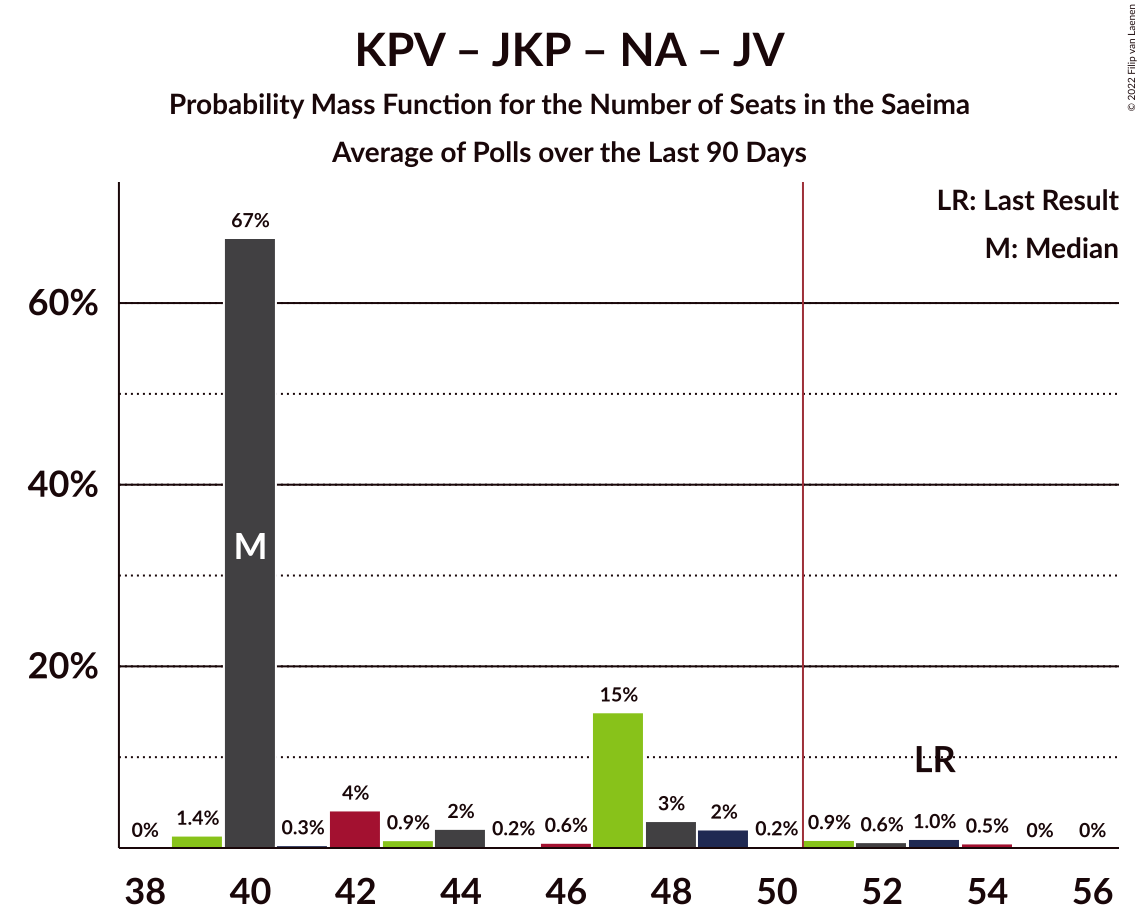 KPV – JKP – NA – JV
Probability Mass Function for the Number of Seats in the Saeima
Average of Polls over the Last 90 Days
© 2022 Filip van Laenen
LR: Last Result
M: Median
67%
60%
M
40%
20%
15%
LR
0%
1.4%
0.3%
4%
0.9%
2%
0.2%
0.6%
3%
2%
0.2%
0.9%
0.6%
1.0%
0.5%
0%
0%
38 40 42 44 46 48 50 52 54 56